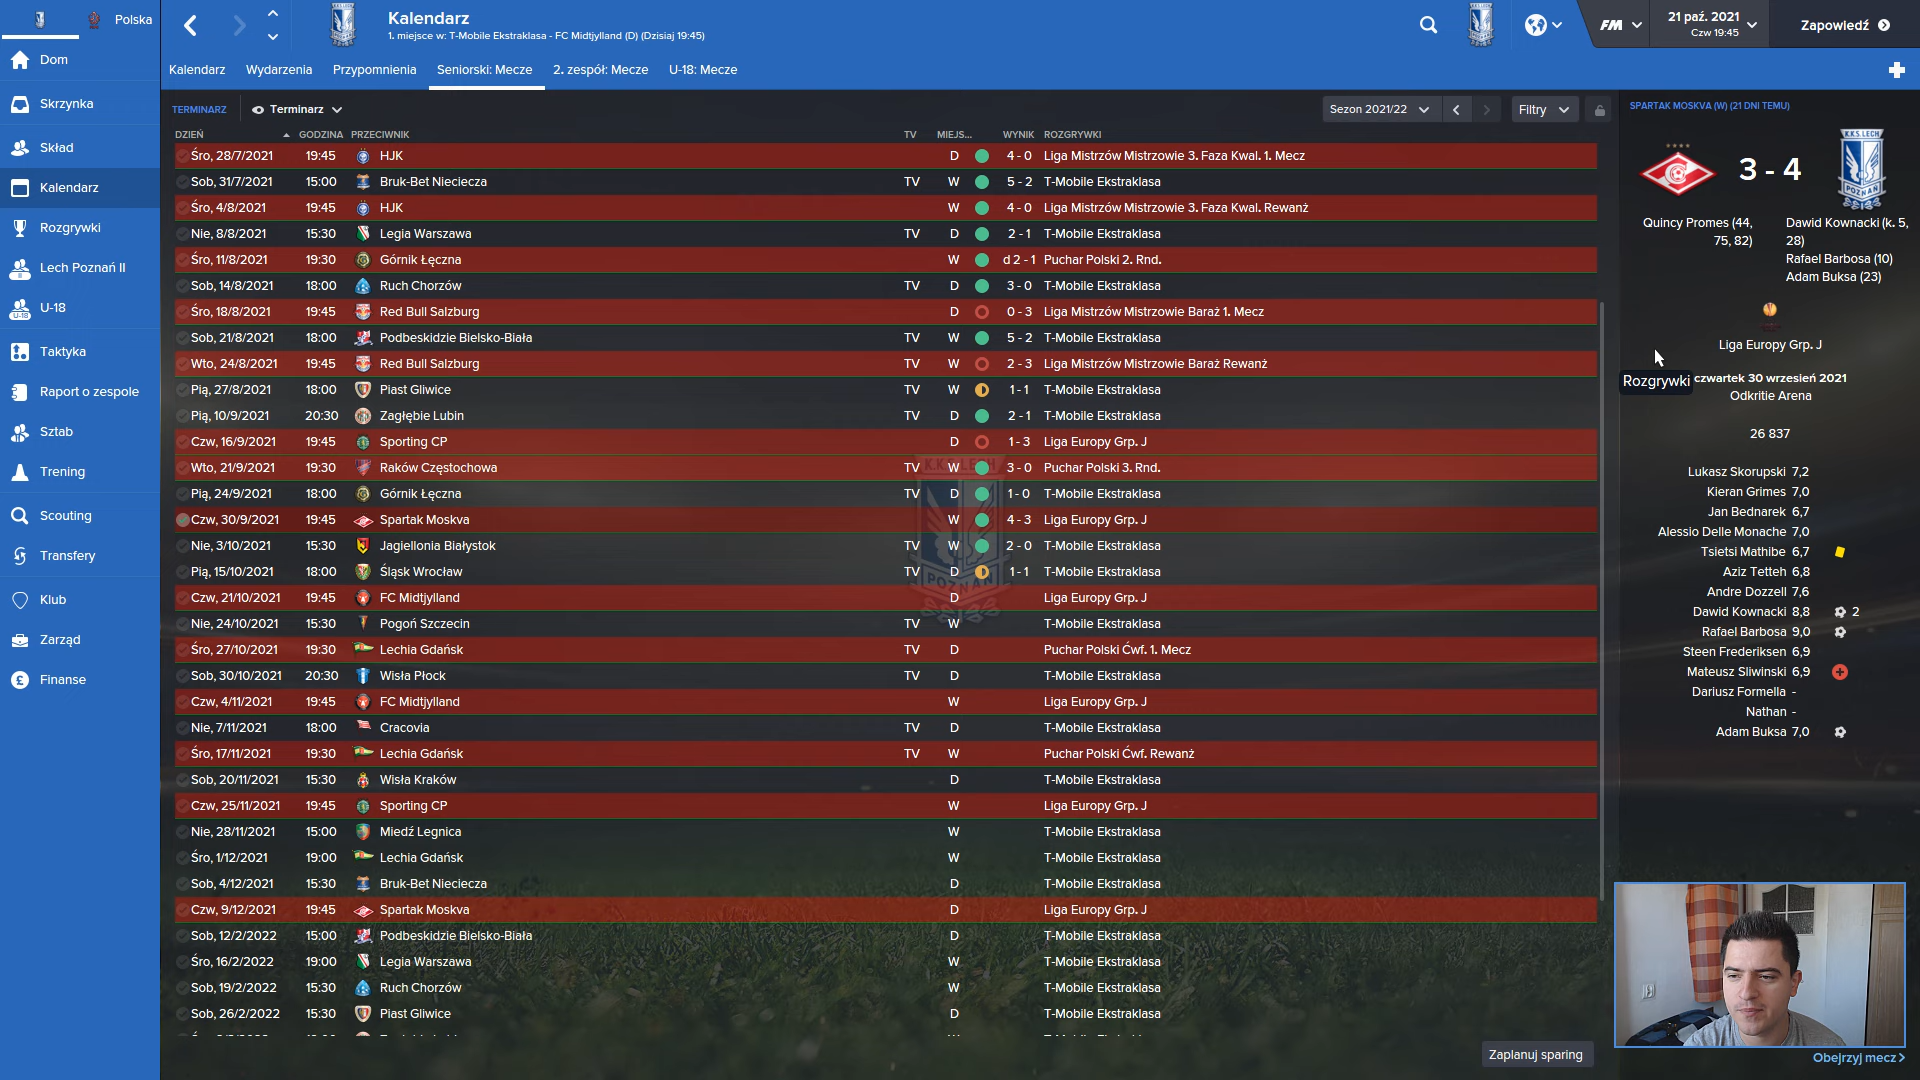 Polska
Dom
Skrzynka
Skład
Kalendarz
Rozgrywki
Lech Poznań II
U-18
Taktyka
Raport o zespole
Sztab
Trening
Scouting
Transfery
Klub
Zarząd
Finanse
Kalendarz
1. miejsce w: T-Mobile Ekstraklasa - FC Midtjylland (D) (Dzisiaj 19:45)
FM
21 paź. 2021
Czw 19:45
Zapowiedź
Kalendarz Wydarzenia Przypomnienia Seniorski: Mecze 2. zespół: Mecze U-18: Mecze
TERMINARZ Terminarz Sezon 2021/22 Filtry
DZIEŃ GODZINA PRZECIWNIK TV MIEJS... WYNIK ROZGRYWKI
Śro, 28/7/2021 19:45 HJK D 4 - 0 Liga Mistrzów Mistrzowie 3. Faza Kwal. 1. Mecz
Sob, 31/7/2021 15:00 Bruk-Bet Nieciecza TV W 5 - 2 T-Mobile Ekstraklasa
Śro, 4/8/2021 19:45 HJK W 4 - 0 Liga Mistrzów Mistrzowie 3. Faza Kwal. Rewanż
Nie, 8/8/2021 15:30 Legia Warszawa TV D 2 - 1 T-Mobile Ekstraklasa
Śro, 11/8/2021 19:30 Górnik Łęczna W d 2 - 1 Puchar Polski 2. Rnd.
Sob, 14/8/2021 18:00 Ruch Chorzów TV D 3 - 0 T-Mobile Ekstraklasa
Śro, 18/8/2021 19:45 Red Bull Salzburg D 0 - 3 Liga Mistrzów Mistrzowie Baraż 1. Mecz
Sob, 21/8/2021 18:00 Podbeskidzie Bielsko-Biała TV W 5 - 2 T-Mobile Ekstraklasa
Wto, 24/8/2021 19:45 Red Bull Salzburg TV W 2 - 3 Liga Mistrzów Mistrzowie Baraż Rewanż
Pią, 27/8/2021 18:00 Piast Gliwice TV W 1 - 1 T-Mobile Ekstraklasa
Pią, 10/9/2021 20:30 Zagłębie Lubin TV D 2 - 1 T-Mobile Ekstraklasa
Czw, 16/9/2021 19:45 Sporting CP D 1 - 3 Liga Europy Grp. J
Wto, 21/9/2021 19:30 Raków Częstochowa TV W 3 - 0 Puchar Polski 3. Rnd.
Pią, 24/9/2021 18:00 Górnik Łęczna TV D 1 - 0 T-Mobile Ekstraklasa
Czw, 30/9/2021 19:45 Spartak Moskva W 4 - 3 Liga Europy Grp. J
Nie, 3/10/2021 15:30 Jagiellonia Białystok TV W 2 - 0 T-Mobile Ekstraklasa
Pią, 15/10/2021 18:00 Śląsk Wrocław TV D 1 - 1 T-Mobile Ekstraklasa
Czw, 21/10/2021 19:45 FC Midtjylland D Liga Europy Grp. J
Nie, 24/10/2021 15:30 Pogoń Szczecin TV W T-Mobile Ekstraklasa
Śro, 27/10/2021 19:30 Lechia Gdańsk TV D Puchar Polski Ćwf. 1. Mecz
Sob, 30/10/2021 20:30 Wisła Płock TV D T-Mobile Ekstraklasa
Czw, 4/11/2021 19:45 FC Midtjylland W Liga Europy Grp. J
Nie, 7/11/2021 18:00 Cracovia TV D T-Mobile Ekstraklasa
Śro, 17/11/2021 19:30 Lechia Gdańsk TV W Puchar Polski Ćwf. Rewanż
Sob, 20/11/2021 15:30 Wisła Kraków D T-Mobile Ekstraklasa
Czw, 25/11/2021 19:45 Sporting CP W Liga Europy Grp. J
Nie, 28/11/2021 15:00 Miedź Legnica W T-Mobile Ekstraklasa
Śro, 1/12/2021 19:00 Lechia Gdańsk W T-Mobile Ekstraklasa
Sob, 4/12/2021 15:30 Bruk-Bet Nieciecza D T-Mobile Ekstraklasa
Czw, 9/12/2021 19:45 Spartak Moskva D Liga Europy Grp. J
Sob, 12/2/2022 15:00 Podbeskidzie Bielsko-Biała D T-Mobile Ekstraklasa
Śro, 16/2/2022 19:00 Legia Warszawa W T-Mobile Ekstraklasa
Sob, 19/2/2022 15:30 Ruch Chorzów W T-Mobile Ekstraklasa
Sob, 26/2/2022 15:30 Piast Gliwice D T-Mobile Ekstraklasa
Zaplanuj sparing
SPARTAK MOSKVA (W) (21 DNI TEMU)
K.K.S. LECH
POZNAŃ
3 - 4
Quincy Promes (44, 75, 82)
Dawid Kownacki (k. 5, 28)
Rafael Barbosa (10)
Adam Buksa (23)
Liga Europy Grp. J
Rozgrywki
czwartek 30 wrzesień 2021
Odkritie Arena
26 837
Lukasz Skorupski 7,2
Kieran Grimes 7,0
Jan Bednarek 6,7
Alessio Delle Monache 7,0
Tsietsi Mathibe 6,7
Aziz Tetteh 6,8
Andre Dozzell 7,6
Dawid Kownacki 8,8 2
Rafael Barbosa 9,0
Steen Frederiksen 6,9
Mateusz Sliwinski 6,9
Dariusz Formella -
Nathan -
Adam Buksa 7,0
Obejrzyj mecz